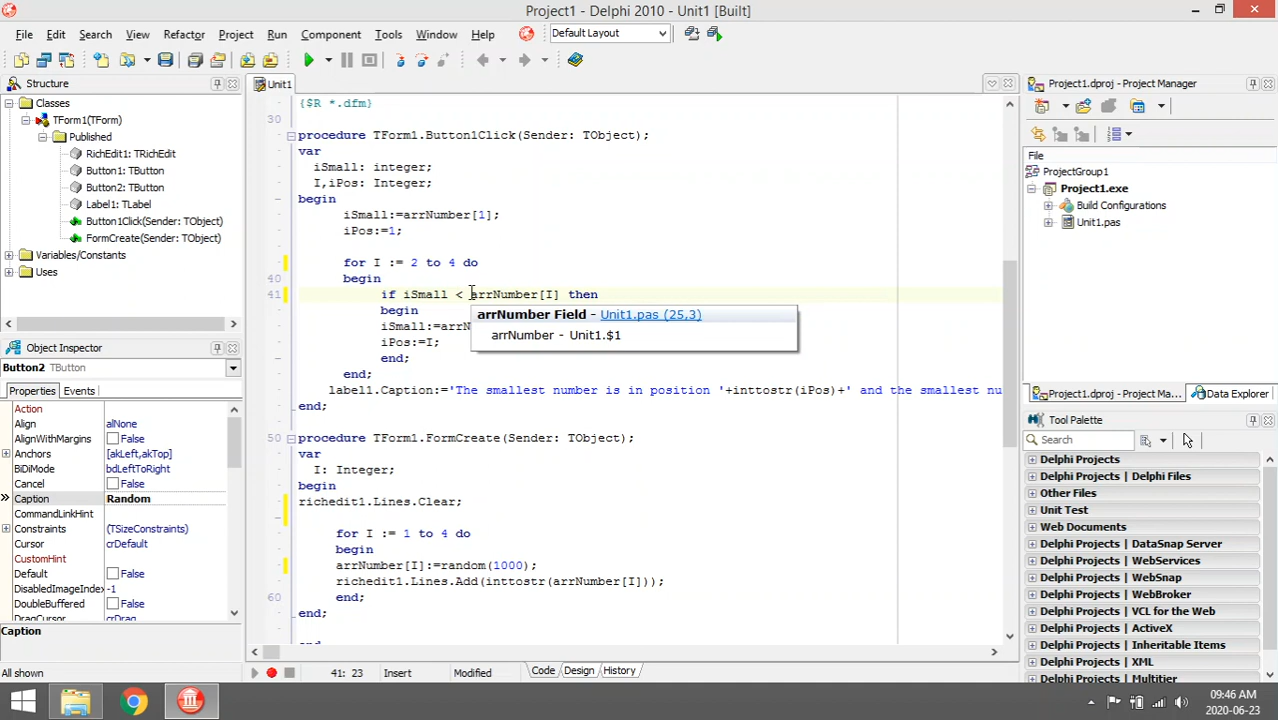 Project1 - Delphi 2010 - Unit1 [Built]
File Edit Search View Refactor Project Run Component Tools Window Help Default Layout
Structure
Classes
TForm1(TForm)
Published
RichEdit1: TRichEdit
Button1: TButton
Button2: TButton
Label1: TLabel
Button1Click(Sender: TObject)
FormCreate(Sender: TObject)
Variables/Constants
Uses
Object Inspector
Button2 TButton
Properties Events
Action
Align alNone
AlignWithMargins False
Anchors [akLeft,akTop]
BiDiMode bdLeftToRight
Cancel False
Caption Random
CommandLinkHint
Constraints (TSizeConstraints)
Cursor crDefault
CustomHint
Default False
DisabledImageIndex -1
DoubleBuffered False
DragCursor crDrag
Caption
All shown
Unit1
{$R *.dfm}
30
procedure TForm1.Button1Click(Sender: TObject);
var
iSmall: integer;
I,iPos: Integer;
begin
iSmall:=arrNumber[1];
iPos:=1;
for I := 2 to 4 do
40 begin
41 if iSmall < arrNumber[I] then
begin
iSmall:=arrN
iPos:=I;
end;
end;
label1.Caption:='The smallest number is in position '+inttostr(iPos)+' and the smallest nu
end;
50 procedure TForm1.FormCreate(Sender: TObject);
var
I: Integer;
begin
richedit1.Lines.Clear;
for I := 1 to 4 do
begin
arrNumber[I]:=random(1000);
richedit1.Lines.Add(inttostr(arrNumber[I]));
60 end;
end;
arrNumber Field - Unit1.pas (25,3)
arrNumber - Unit1.$1
41: 23 Insert Modified Code Design History
Project1.dproj - Project Manager
File
ProjectGroup1
Project1.exe
Build Configurations
Unit1.pas
Project1.dproj - Project Ma... Data Explorer
Tool Palette
Search
Delphi Projects
Delphi Projects | Delphi Files
Other Files
Unit Test
Web Documents
Delphi Projects | DataSnap Server
Delphi Projects | WebServices
Delphi Projects | WebSnap
Delphi Projects | WebBroker
Delphi Projects | VCL for the Web
Delphi Projects | ActiveX
Delphi Projects | Inheritable Items
Delphi Projects | XML
Delphi Projects | Multitier
09:46 AM
2020-06-23